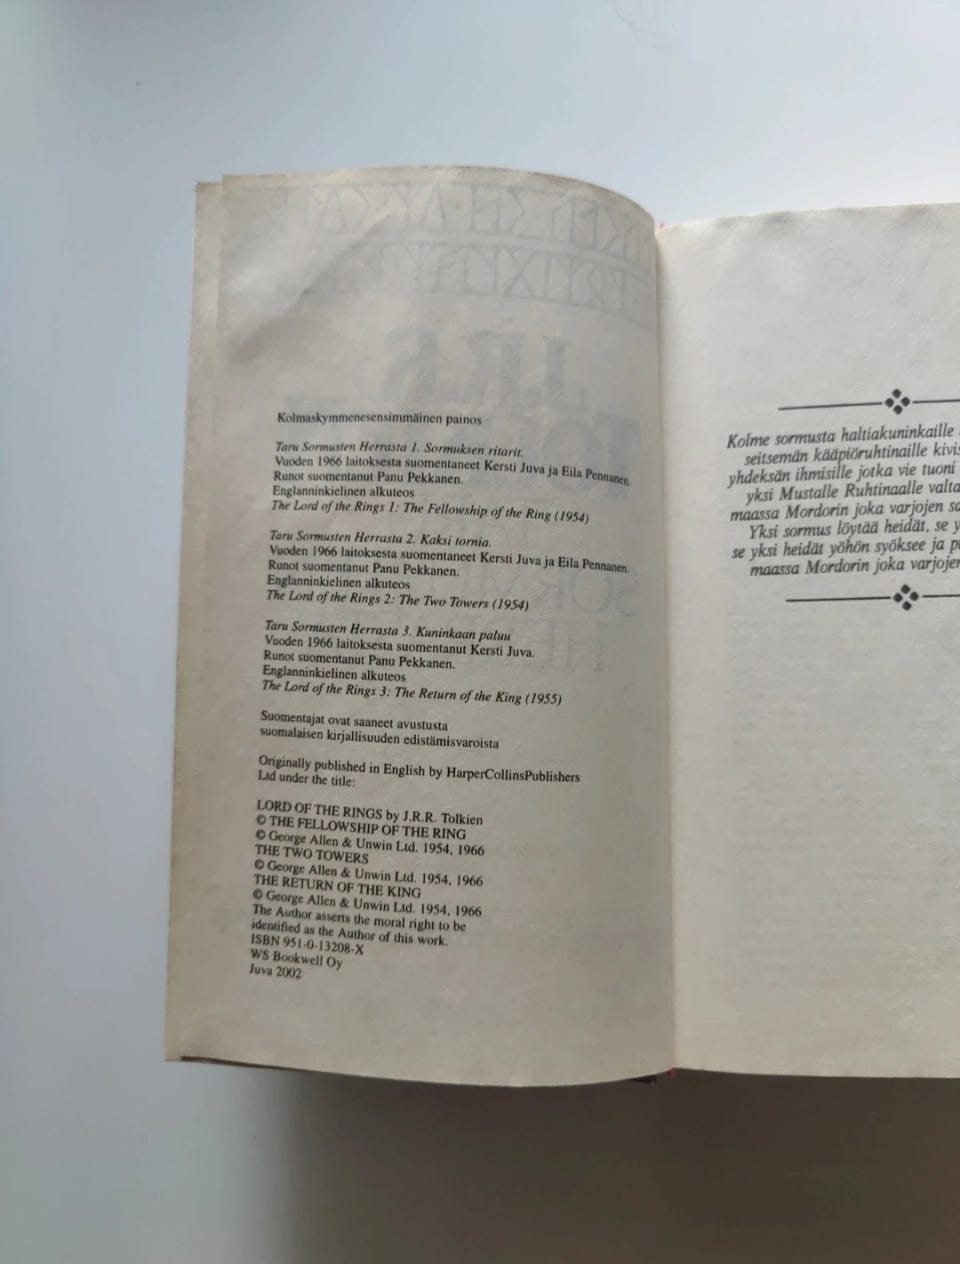 Kolmaskymmenesensimmäinen painos
Taru Sormusten Herrasta 1. Sormuksen ritarit.
Vuoden 1966 laitoksesta suomentaneet Kersti Juva ja Eila Pennanen.
Runot suomentanut Panu Pekkanen.
Englanninkielinen alkuteos
The Lord of the Rings 1: The Fellowship of the Ring (1954)
Taru Sormusten Herrasta 2. Kaksi tornia.
Vuoden 1966 laitoksesta suomentaneet Kersti Juva ja Eila Pennanen.
Runot suomentanut Panu Pekkanen.
Englanninkielinen alkuteos
The Lord of the Rings 2: The Two Towers (1954)
Taru Sormusten Herrasta 3. Kuninkaan paluu
Vuoden 1966 laitoksesta suomentanut Kersti Juva.
Runot suomentanut Panu Pekkanen.
Englanninkielinen alkuteos
The Lord of the Rings 3: The Return of the King (1955)
Suomentajat ovat saaneet avustusta
suomalaisen kirjallisuuden edistämisvaroista
Originally published in English by HarperCollinsPublishers
Ltd under the title:
LORD OF THE RINGS by J.R.R. Tolkien
© THE FELLOWSHIP OF THE RING
© George Allen & Unwin Ltd. 1954, 1966
THE TWO TOWERS
© George Allen & Unwin Ltd. 1954, 1966
THE RETURN OF THE KING
© George Allen & Unwin Ltd. 1954, 1966
The Author asserts the moral right to be
identified as the Author of this work.
ISBN 951-0-13208-X
WS Bookwell Oy
Juva 2002
Kolme sormusta haltiakuninkaille
seitsemän kääpiöruhtinaille
yhdeksän ihmisille jotka vie tuoni
yksi Mustalle Ruhtinaalle
maassa Mordorin joka varjojen
Yksi sormus löytää heidät, se
se yksi heidät yöhön syöksee ja
maassa Mordorin joka